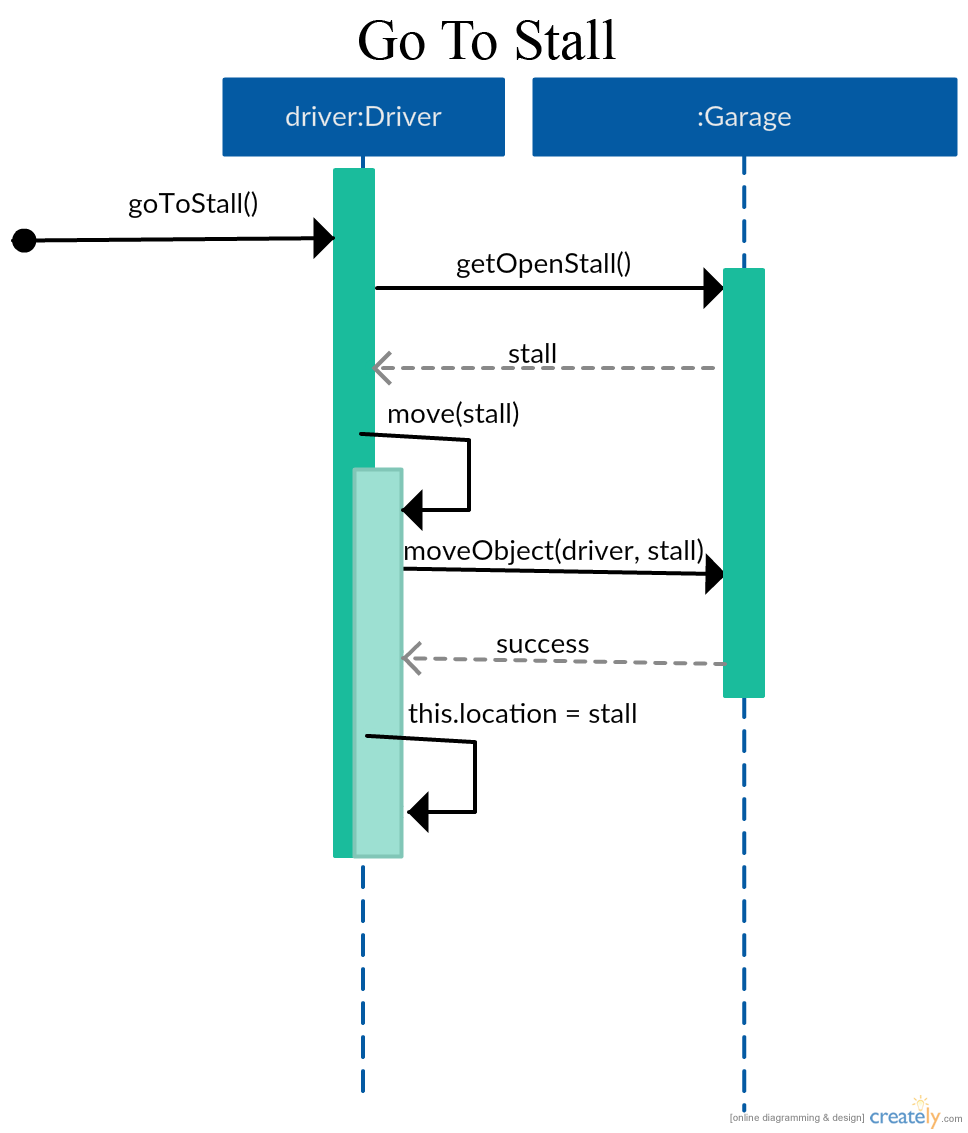 Go To Stall
driver:Driver
:Garage
goToStall()
getOpenStall()
stall
move(stall)
moveObject(driver, stall)
success
this.location = stall
[online diagramming & design] creately.com